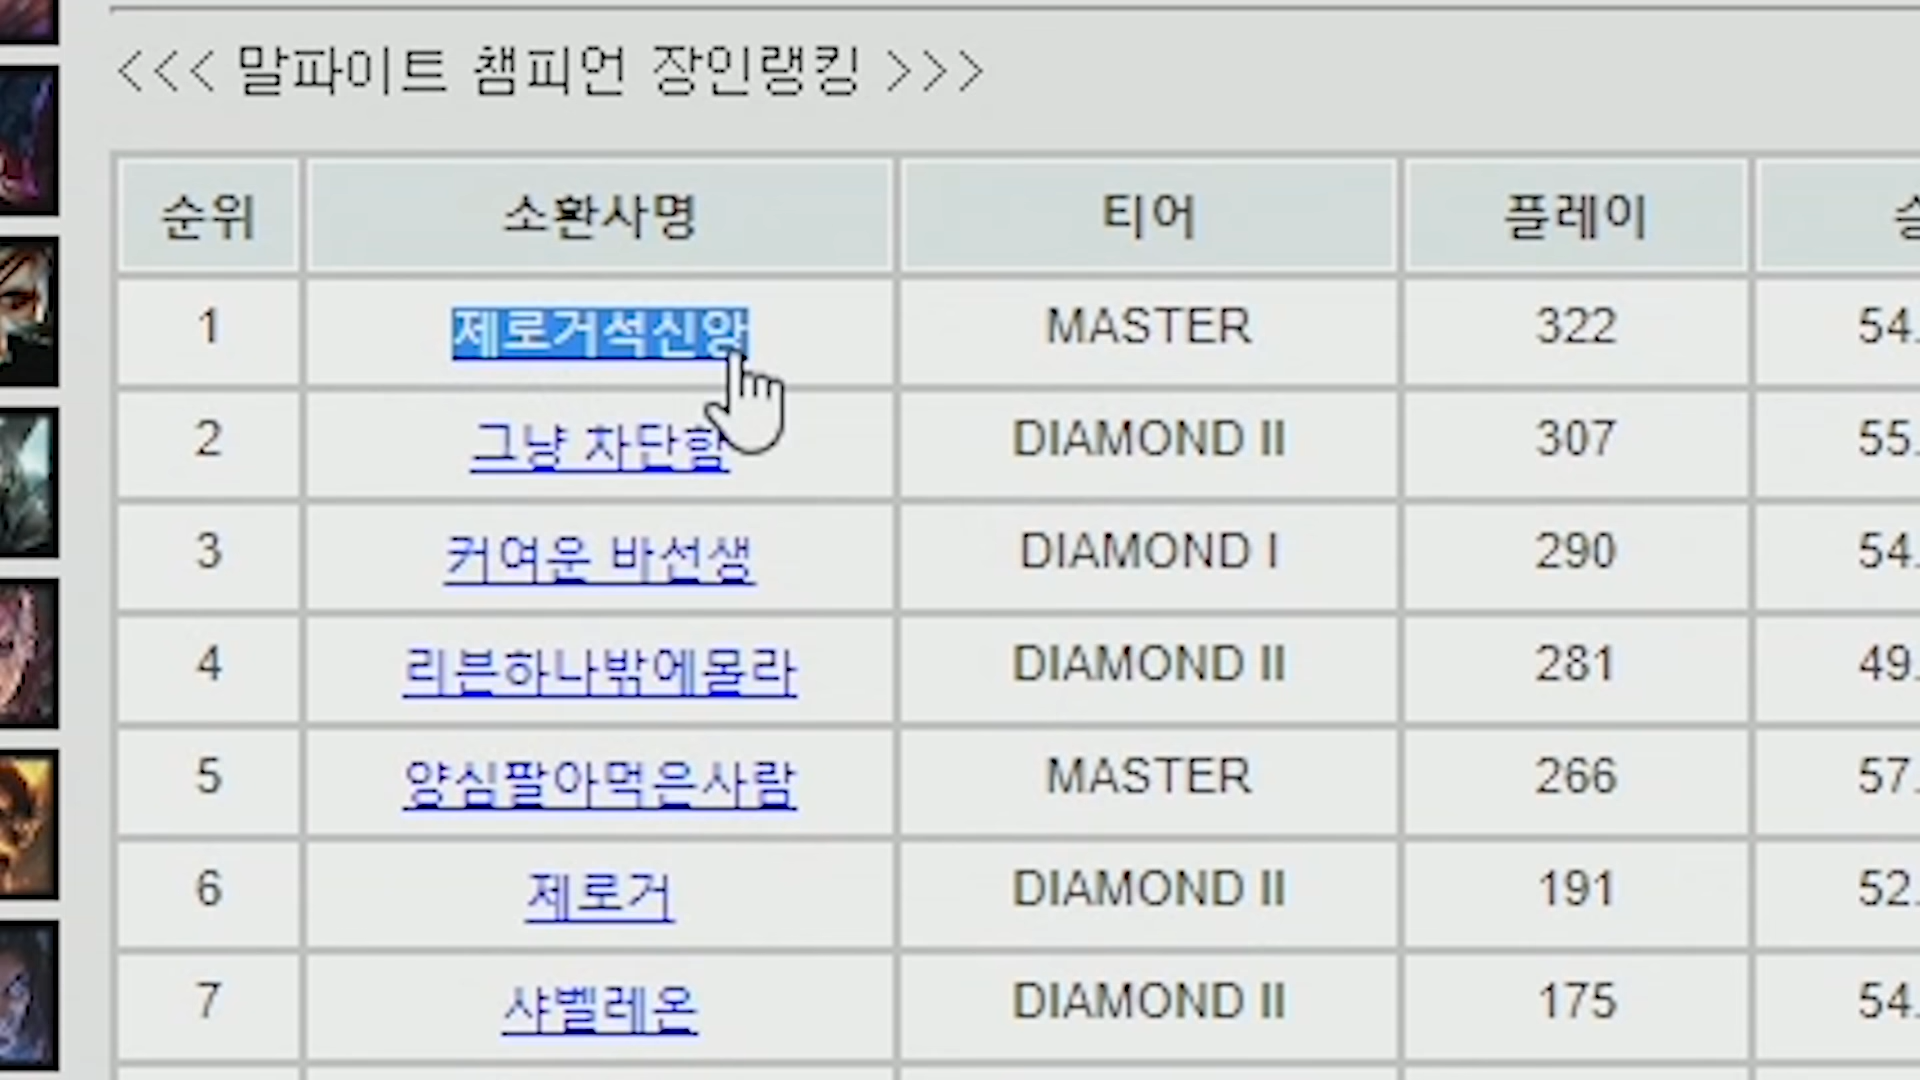 <<< 말파이트 챔피언 장인랭킹 >>>
순위 소환사명 티어 플레이
1 제로거석신앙 MASTER 322 54.
2 그냥 차단함 DIAMOND II 307 55.
3 커여운 바선생 DIAMOND I 290 54.
4 리븐하나밖에몰라 DIAMOND II 281 49.
5 양심팔아먹은사람 MASTER 266 57.
6 제로거 DIAMOND II 191 52.
7 샤벨레온 DIAMOND II 175 54.